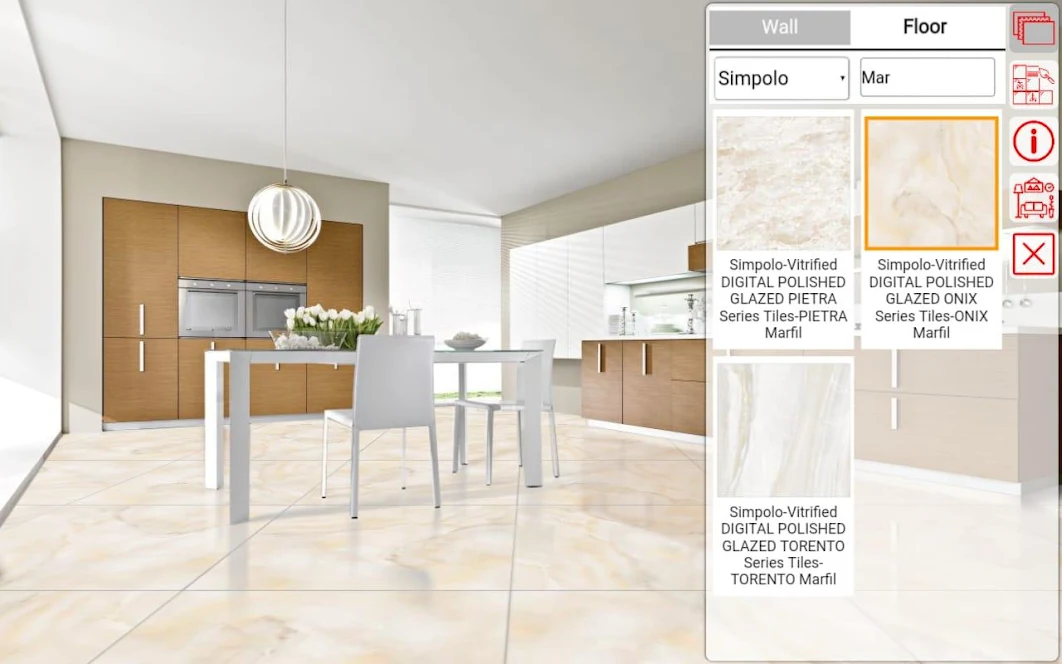 Wall
Floor
Simpolo
Mar
Simpolo-Vitrified
DIGITAL POLISHED
GLAZED PIETRA
Series Tiles-PIETRA
Marfil
Simpolo-Vitrified
DIGITAL POLISHED
GLAZED ONIX
Series Tiles-ONIX
Marfil
Simpolo-Vitrified
DIGITAL POLISHED
GLAZED TORENTO
Series Tiles-
TORENTO Marfil